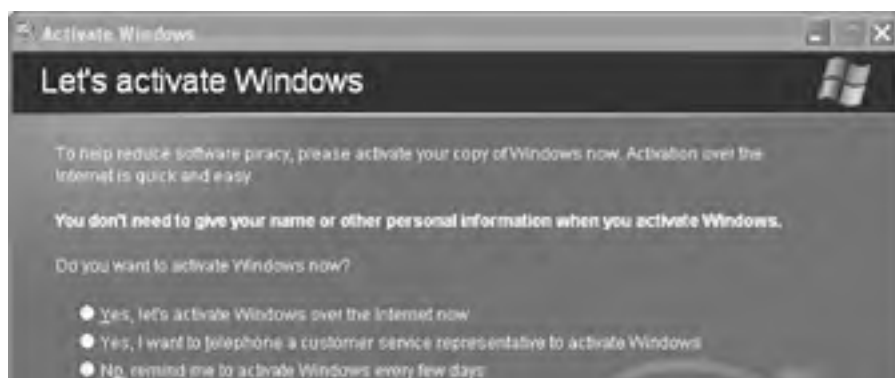 Activate Windows
Let's activate Windows
To help reduce software piracy, please activate your copy of Windows now. Activation over the
Internet is quick and easy.
You don't need to give your name or other personal information when you activate Windows.
Do you want to activate Windows now?
Yes, let's activate Windows over the Internet now
Yes, I want to telephone a customer service representative to activate Windows
No, remind me to activate Windows every few days